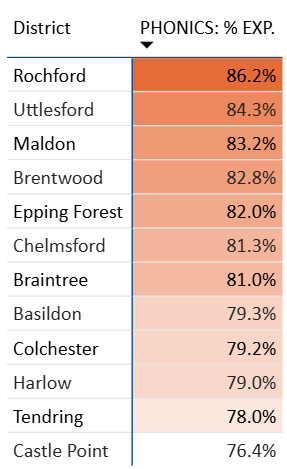 District PHONICS: % EXP.
Rochford 86.2%
Uttlesford 84.3%
Maldon 83.2%
Brentwood 82.8%
Epping Forest 82.0%
Chelmsford 81.3%
Braintree 81.0%
Basildon 79.3%
Colchester 79.2%
Harlow 79.0%
Tendring 78.0%
Castle Point 76.4%